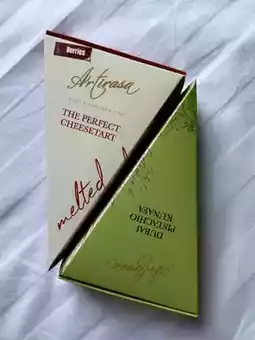 Berries
Artirasa
THE PERFECT
CHEESETART
melted
DUBAI
PISTACHIO
KUNAFA